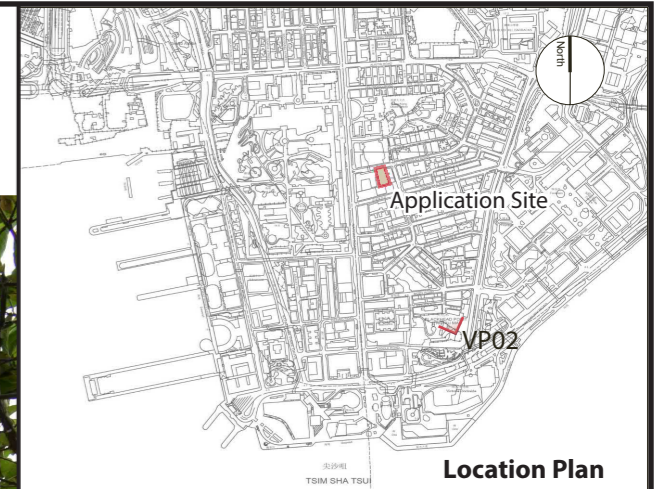 North
Application Site
VP02
尖沙咀
TSIM SHA TSUI
Location Plan